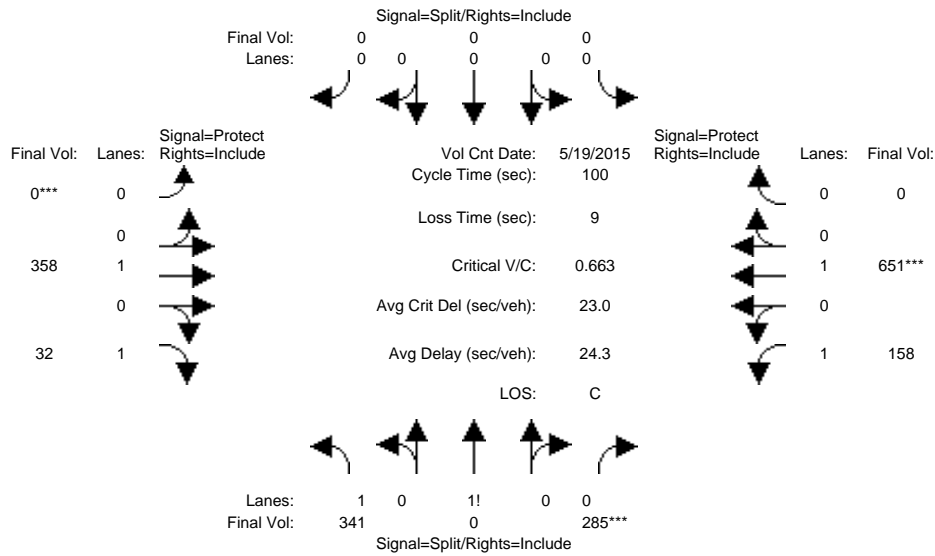 Signal=Split/Rights=Include
Final Vol: 0 0 0
Lanes: 0 0 0 0 0
Signal=Protect Signal=Protect
Final Vol: Lanes: Rights=Include Vol Cnt Date: 5/19/2015 Rights=Include Lanes: Final Vol:
Cycle Time (sec): 100
0*** 0 0 0
Loss Time (sec): 9
0 0
358 1 Critical V/C: 0.663 1 651***
0 Avg Crit Del (sec/veh): 23.0 0
32 1 Avg Delay (sec/veh): 24.3 1 158
LOS: C
Lanes: 1 0 1! 0 0
Final Vol: 341 0 285***
Signal=Split/Rights=Include